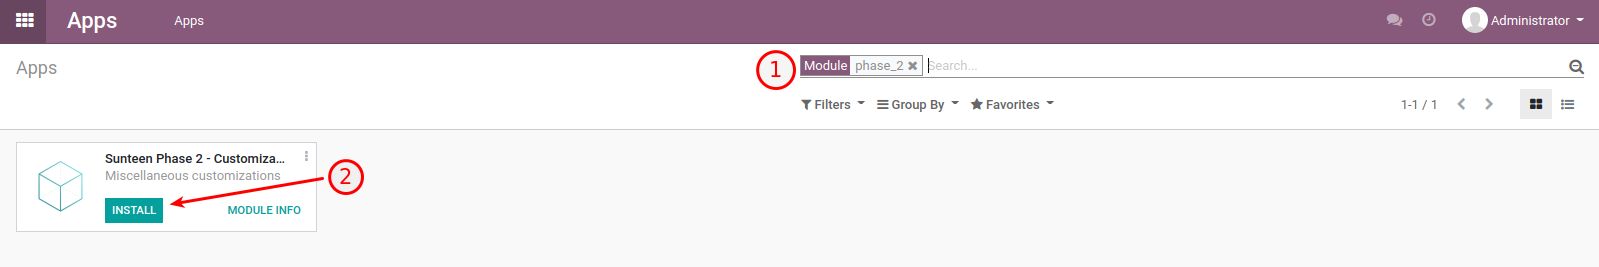 Apps Apps Administrator
Apps
1 Module phase_2 Search...
Filters Group By Favorites 1-1 / 1
Sunteen Phase 2 - Customiza...
Miscellaneous customizations
2
INSTALL MODULE INFO